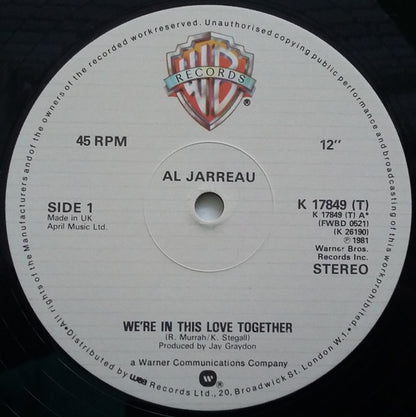 •All rights of the Manufacturers and of the owners of the recorded work reserved. Unauthorised copying public performance and broadcasting of this work prohibited.•
WB
RECORDS
®
45 RPM
12"
AL JARREAU
SIDE 1
Made in UK
April Music Ltd.
K 17849 (T)
K 17849 (T) A*
(FWBD 0521)
(K 26190)
℗ 1981
Warner Bros.
Records Inc.
STEREO
WE'RE IN THIS LOVE TOGETHER
(R. Murrah/K. Stegall)
Produced by Jay Graydon
a Warner Communications Company
•Distributed by wea Records Ltd., 20, Broadwick St. London W.1.•